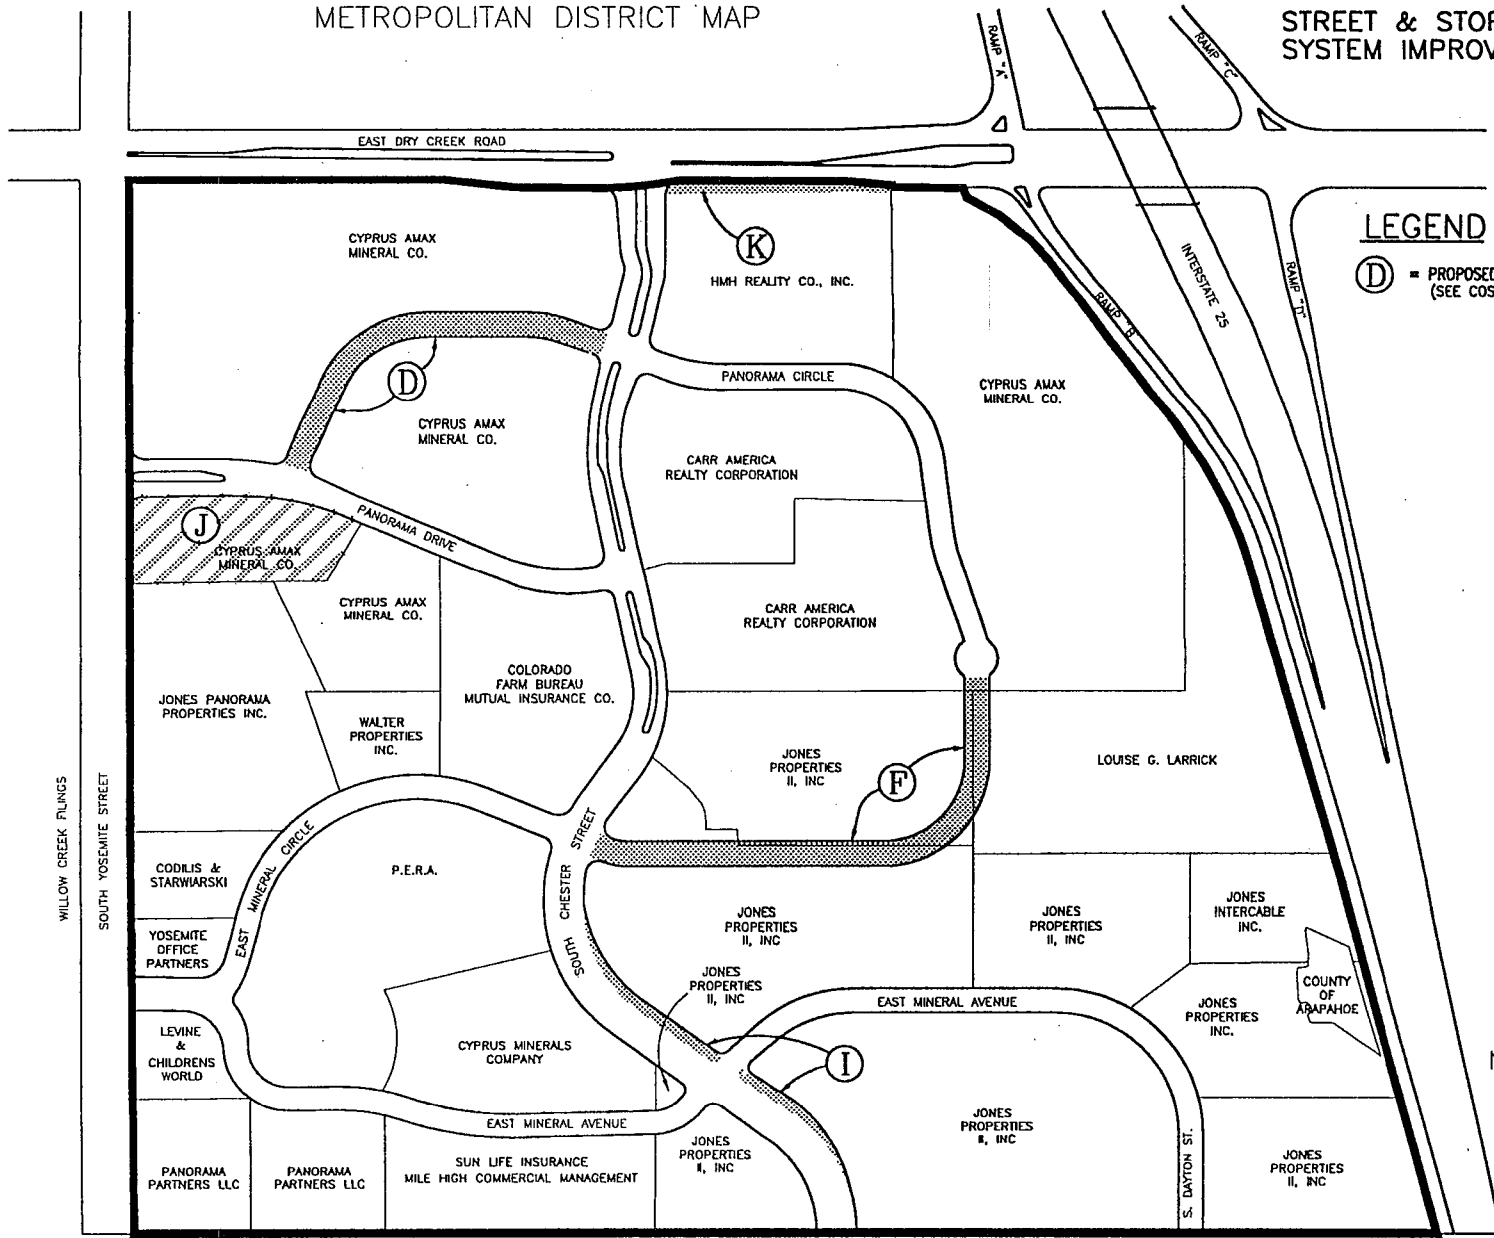 METROPOLITAN DISTRICT MAP
STREET & STOR
SYSTEM IMPROV
RAMP "A"
RAMP "C"
EAST DRY CREEK ROAD
LEGEND
D = PROPOSED
(SEE COS
CYPRUS AMAX
MINERAL CO.
K
HMH REALITY CO., INC.
INTERSTATE 25
RAMP "D"
RAMP "B"
D
PANORAMA CIRCLE
CYPRUS AMAX
MINERAL CO.
CYPRUS AMAX
MINERAL CO.
CARR AMERICA
REALTY CORPORATION
J
PANORAMA DRIVE
CYPRUS AMAX
MINERAL CO.
CYPRUS AMAX
MINERAL CO.
CARR AMERICA
REALTY CORPORATION
COLORADO
FARM BUREAU
MUTUAL INSURANCE CO.
JONES PANORAMA
PROPERTIES INC.
WALTER
PROPERTIES
INC.
JONES
PROPERTIES
II, INC
F
LOUISE G. LARRICK
WILLOW CREEK FILINGS
SOUTH YOSEMITE STREET
EAST MINERAL CIRCLE
SOUTH CHESTER STREET
CODILIS &
STARWIARSKI
P.E.R.A.
YOSEMITE
OFFICE
PARTNERS
JONES
PROPERTIES
II, INC
JONES
PROPERTIES
II, INC
JONES
INTERCABLE
INC.
JONES
PROPERTIES
II, INC
EAST MINERAL AVENUE
COUNTY
OF
ARAPAHOE
JONES
PROPERTIES
INC.
LEVINE
&
CHILDRENS
WORLD
CYPRUS MINERALS
COMPANY
I
EAST MINERAL AVENUE
JONES
PROPERTIES
II, INC
JONES
PROPERTIES
II, INC
S. DAYTON ST.
PANORAMA
PARTNERS LLC
PANORAMA
PARTNERS LLC
SUN LIFE INSURANCE
MILE HIGH COMMERCIAL MANAGEMENT
JONES
PROPERTIES
II, INC